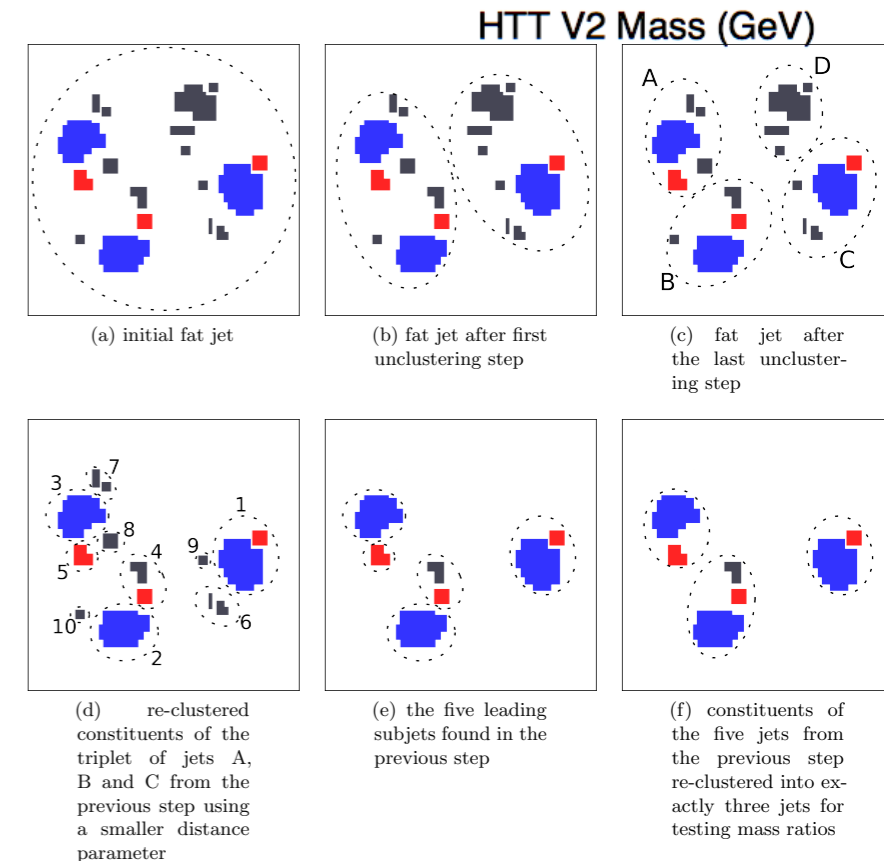 HTT V2 Mass (GeV)
A
D
B
C
(a) initial fat jet
(b) fat jet after first
unclustering step
(c) fat jet after
the last uncluster-
ing step
7
3
1
8
9
4
5
10
6
2
(d) re-clustered
constituents of the
triplet of jets A,
B and C from the
previous step using
a smaller distance
parameter
(e) the five leading
subjets found in the
previous step
(f) constituents of
the five jets from
the previous step
re-clustered into ex-
actly three jets for
testing mass ratios